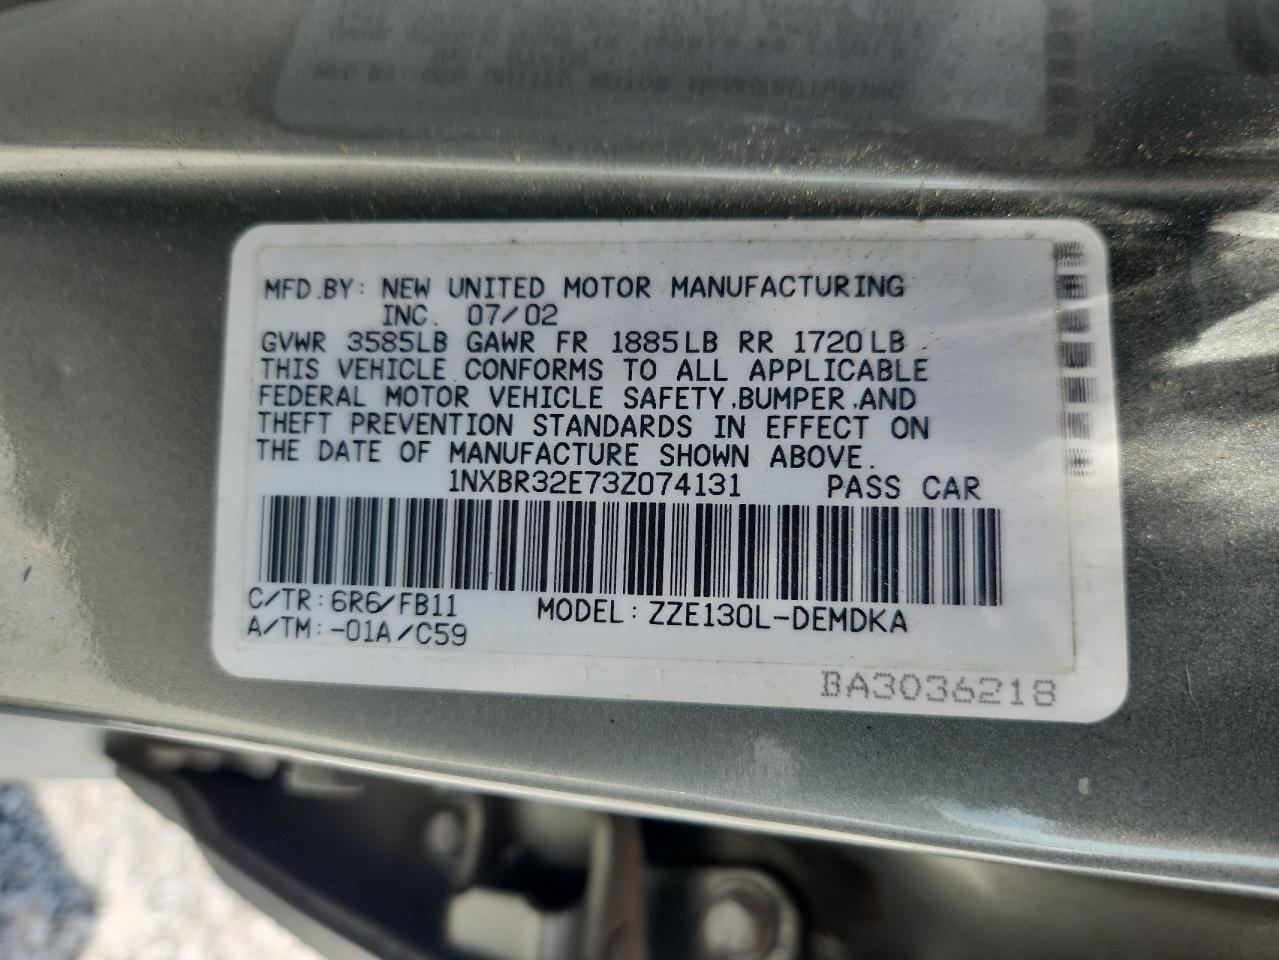 MFD.BY: NEW UNITED MOTOR MANUFACTURING
INC. 07/02
GVWR 3585LB GAWR FR 1885LB RR 1720LB
THIS VEHICLE CONFORMS TO ALL APPLICABLE
FEDERAL MOTOR VEHICLE SAFETY,BUMPER,AND
THEFT PREVENTION STANDARDS IN EFFECT ON
THE DATE OF MANUFACTURE SHOWN ABOVE.
1NXBR32E73Z074131 PASS CAR
C/TR:6R6/FB11
A/TM:-01A/C59
MODEL:ZZE130L-DEMDKA
BA3036218